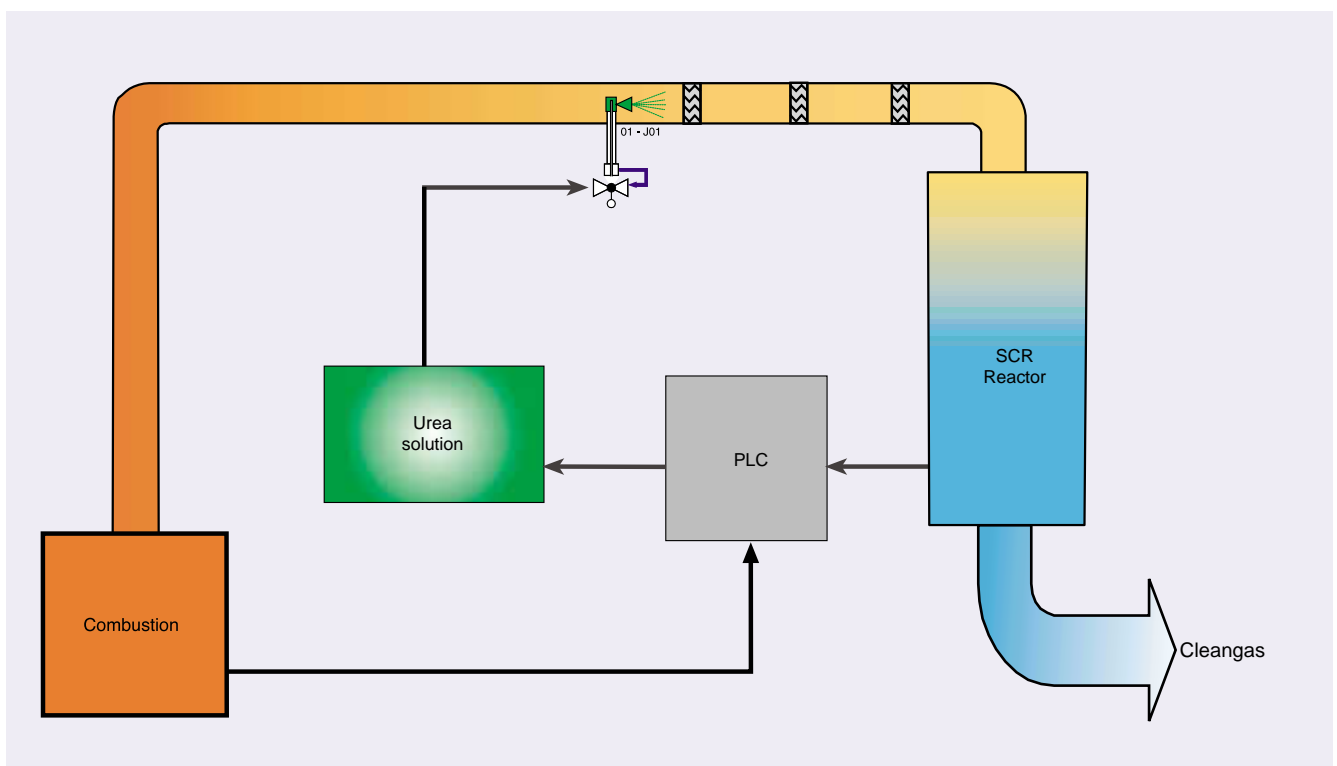 01 - J01
SCR
Reactor
Urea
solution
PLC
Combustion
Cleangas